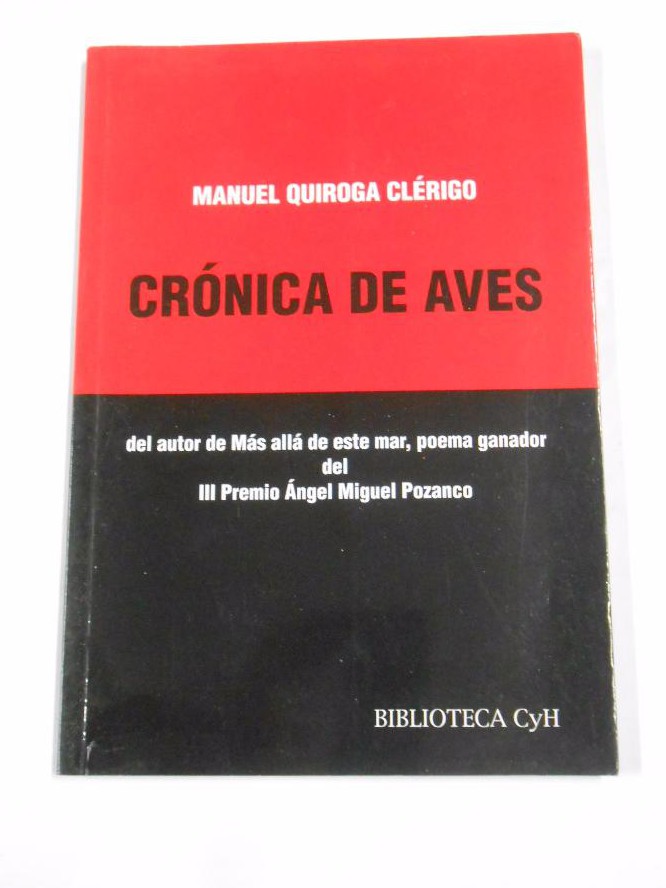 MANUEL QUIROGA CLÉRIGO
CRÓNICA DE AVES
del autor de Más allá de este mar, poema ganador
del
III Premio Ángel Miguel Pozanco
BIBLIOTECA CyH